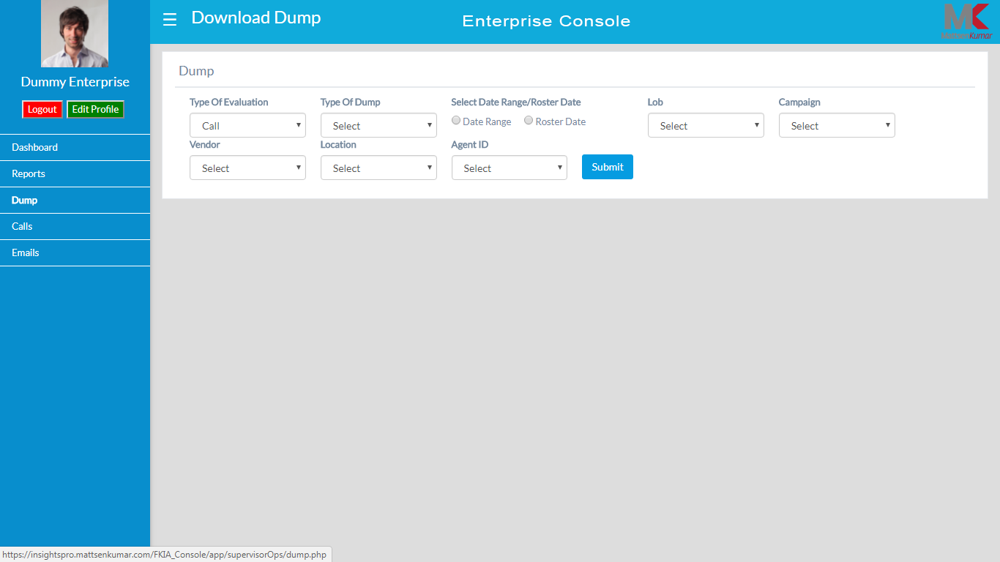 Download Dump
Enterprise Console
MK
MattsenKumar
Dummy Enterprise
Logout Edit Profile
Dashboard
Reports
Dump
Calls
Emails
Dump
Type Of Evaluation Type Of Dump Select Date Range/Roster Date Lob Campaign
Call Select Date Range Roster Date Select Select
Vendor Location Agent ID
Select Select Select Submit
https://insightspro.mattsenkumar.com/FKIA_Console/app/supervisorOps/dump.php